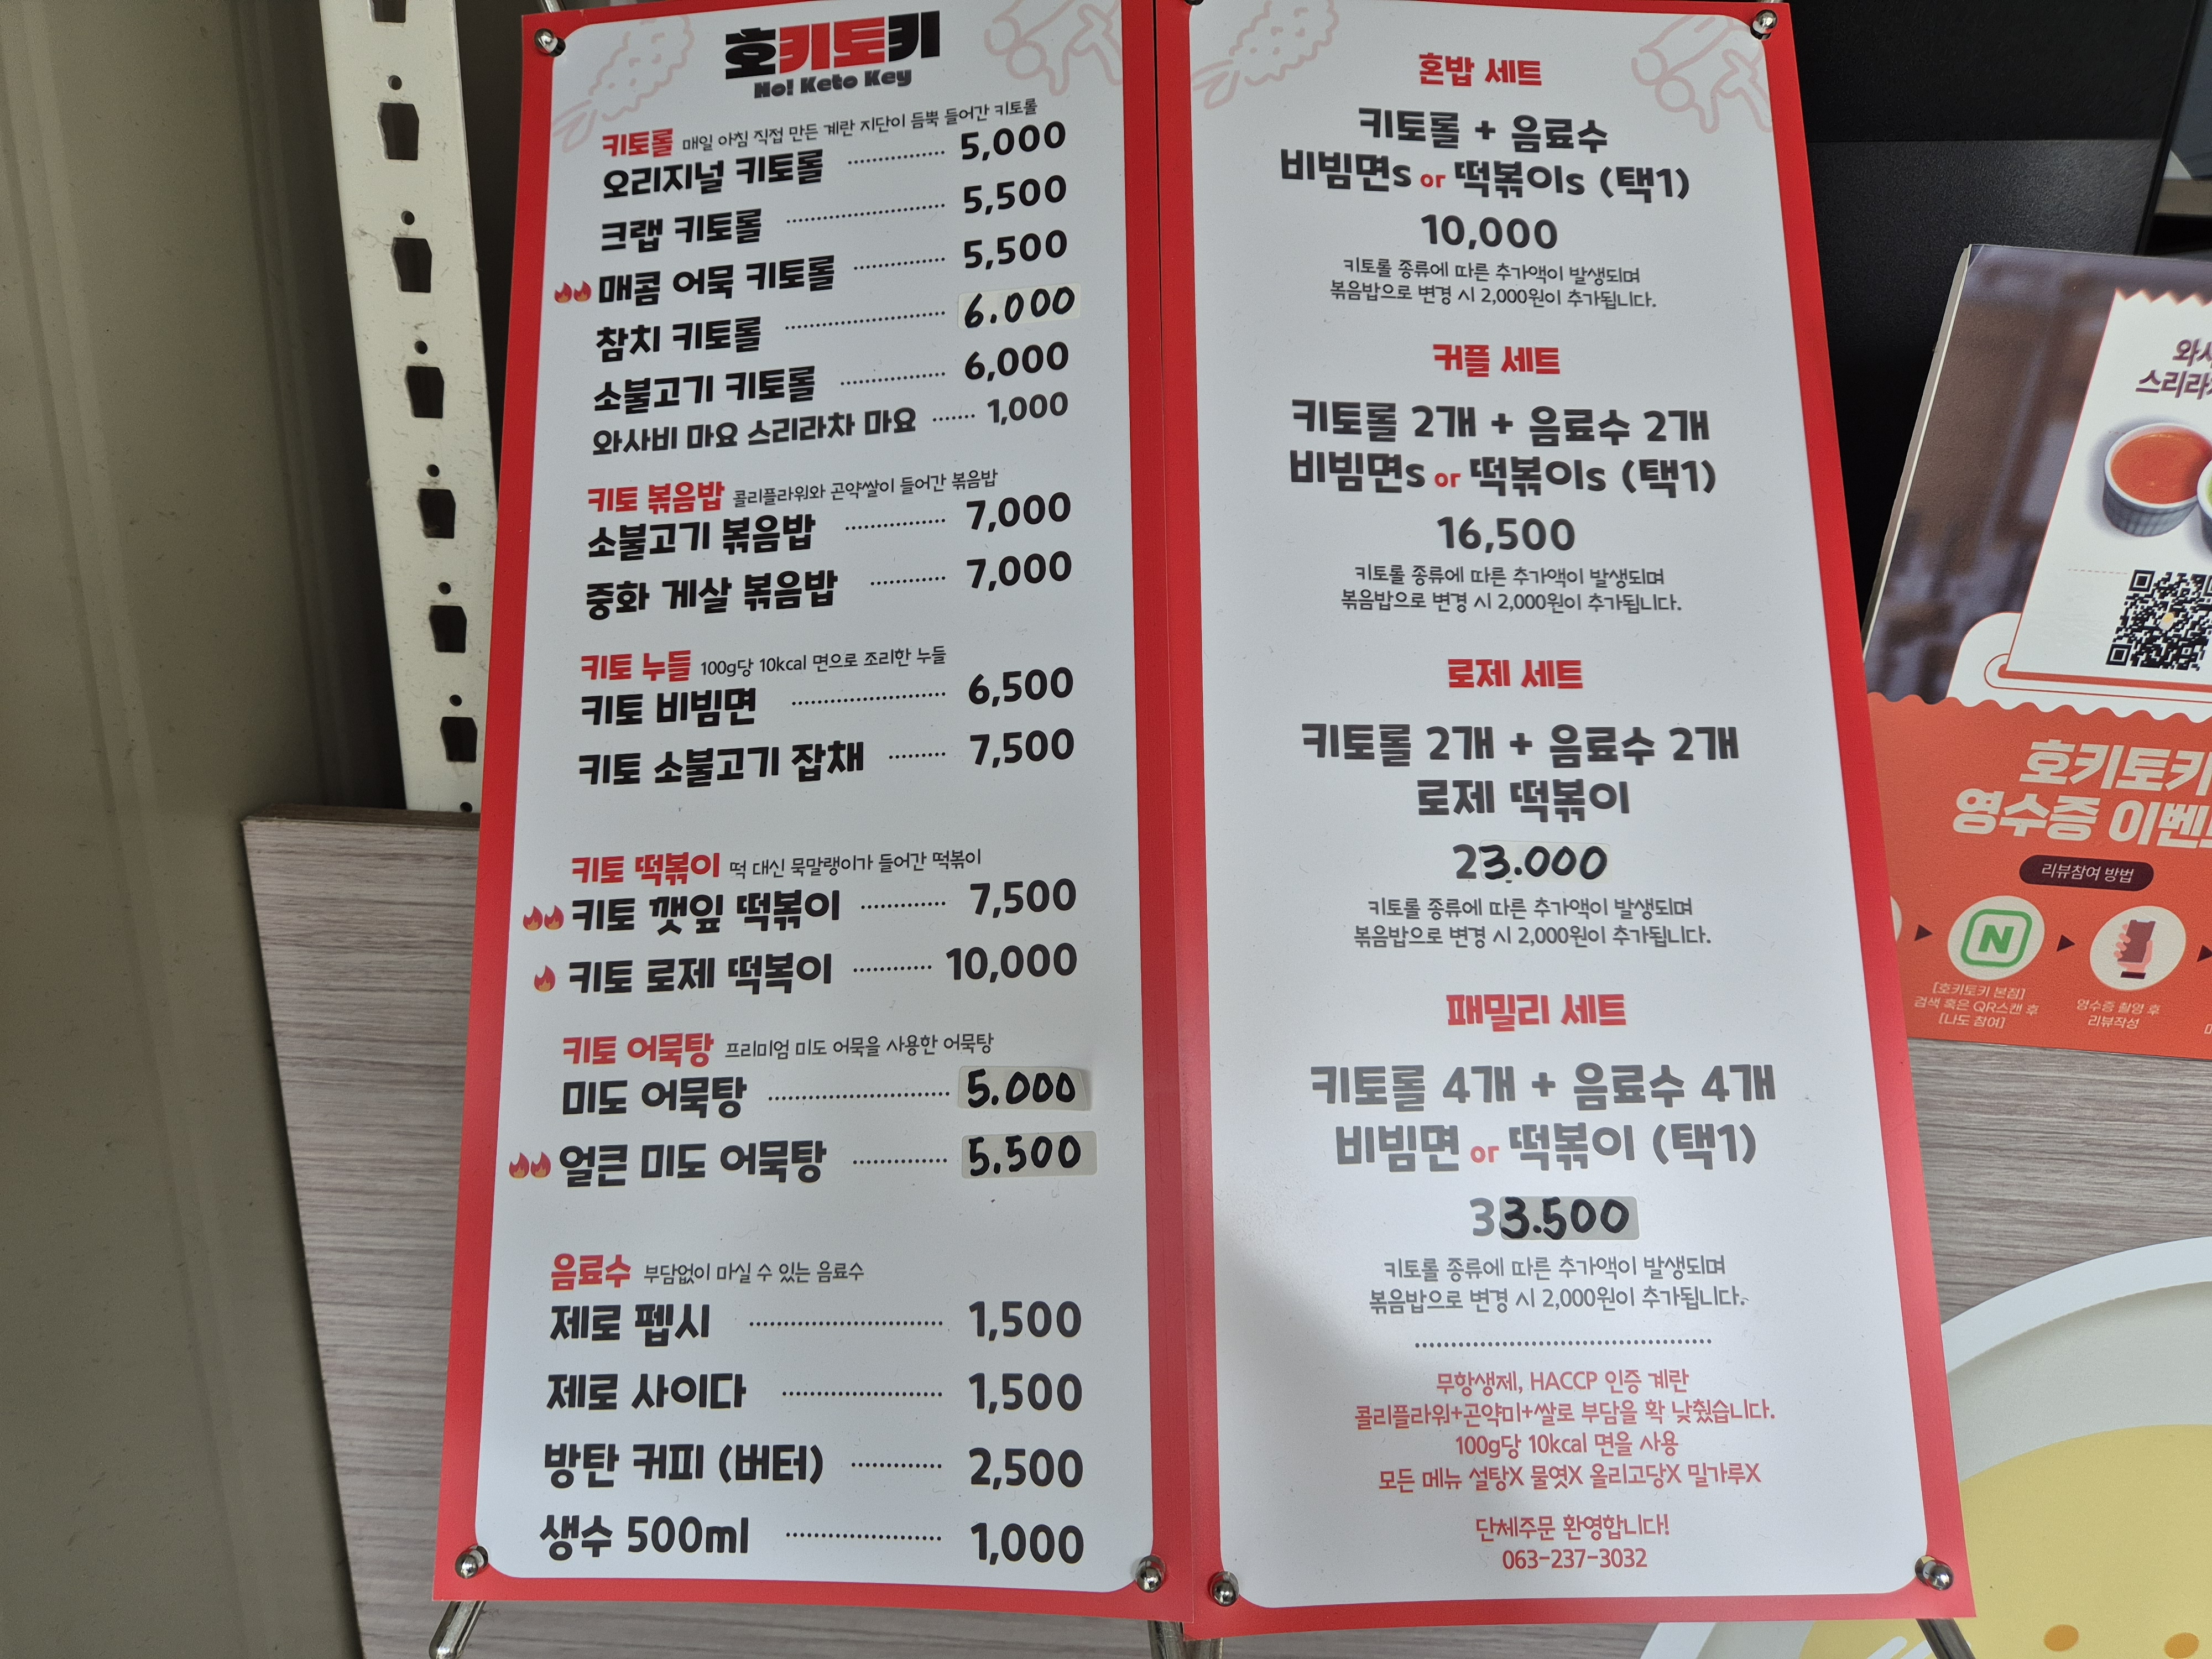 호키토키
Ho! Keto Key
키토롤 매일 아침 직접 만든 계란 지단이 듬뿍 들어간 키토롤
오리지널 키토롤 5,000
크랩 키토롤 5,500
매콤 어묵 키토롤 5,500
참치 키토롤 6.000
소불고기 키토롤 6,000
와사비 마요 스리라차 마요 1,000
키토 볶음밥 콜리플라워와 곤약쌀이 들어간 볶음밥
소불고기 볶음밥 7,000
중화 게살 볶음밥 7,000
키토 누들 100g당 10kcal 면으로 조리한 누들
키토 비빔면 6,500
키토 소불고기 잡채 7,500
키토 떡볶이 떡 대신 묵말랭이가 들어간 떡볶이
키토 깻잎 떡볶이 7,500
키토 로제 떡볶이 10,000
키토 어묵탕 프리미엄 미도 어묵을 사용한 어묵탕
미도 어묵탕 5.000
얼큰 미도 어묵탕 5.500
음료수 부담없이 마실 수 있는 음료수
제로 펩시 1,500
제로 사이다 1,500
방탄 커피 (버터) 2,500
생수 500ml 1,000
혼밥 세트
키토롤 + 음료수
비빔면s or 떡볶이s (택1)
10,000
키토롤 종류에 따른 추가액이 발생되며
볶음밥으로 변경 시 2,000원이 추가됩니다.
커플 세트
키토롤 2개 + 음료수 2개
비빔면s or 떡볶이s (택1)
16,500
키토롤 종류에 따른 추가액이 발생되며
볶음밥으로 변경 시 2,000원이 추가됩니다.
로제 세트
키토롤 2개 + 음료수 2개
로제 떡볶이
23.000
키토롤 종류에 따른 추가액이 발생되며
볶음밥으로 변경 시 2,000원이 추가됩니다.
패밀리 세트
키토롤 4개 + 음료수 4개
비빔면 or 떡볶이 (택1)
33.500
키토롤 종류에 따른 추가액이 발생되며
볶음밥으로 변경 시 2,000원이 추가됩니다.
무항생제, HACCP 인증 계란
콜리플라워+곤약미+쌀로 부담을 확 낮췄습니다.
100g당 10kcal 면을 사용
모든 메뉴 설탕X 물엿X 올리고당X 밀가루X
단체주문 환영합니다!
063-237-3032
호키토키
영수증
리뷰참여 방법
N
[호키토키 본점]
검색 혹은 QR스캔 후
[나도 참여]
영수증 촬영 후
리뷰작성